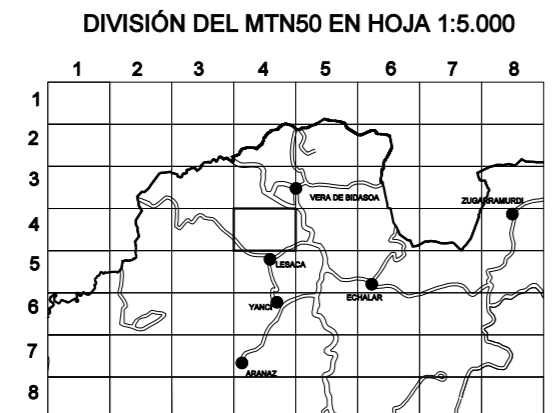 DIVISIÓN DEL MTN50 EN HOJA 1:5.000
1 2 3 4 5 6 7 8
1
2
3
VERA DE BIDASOA
ZUGARRAMURDI
4
5
LESACA
ECHALAR
6
YANCI
7
ARANAZ
8